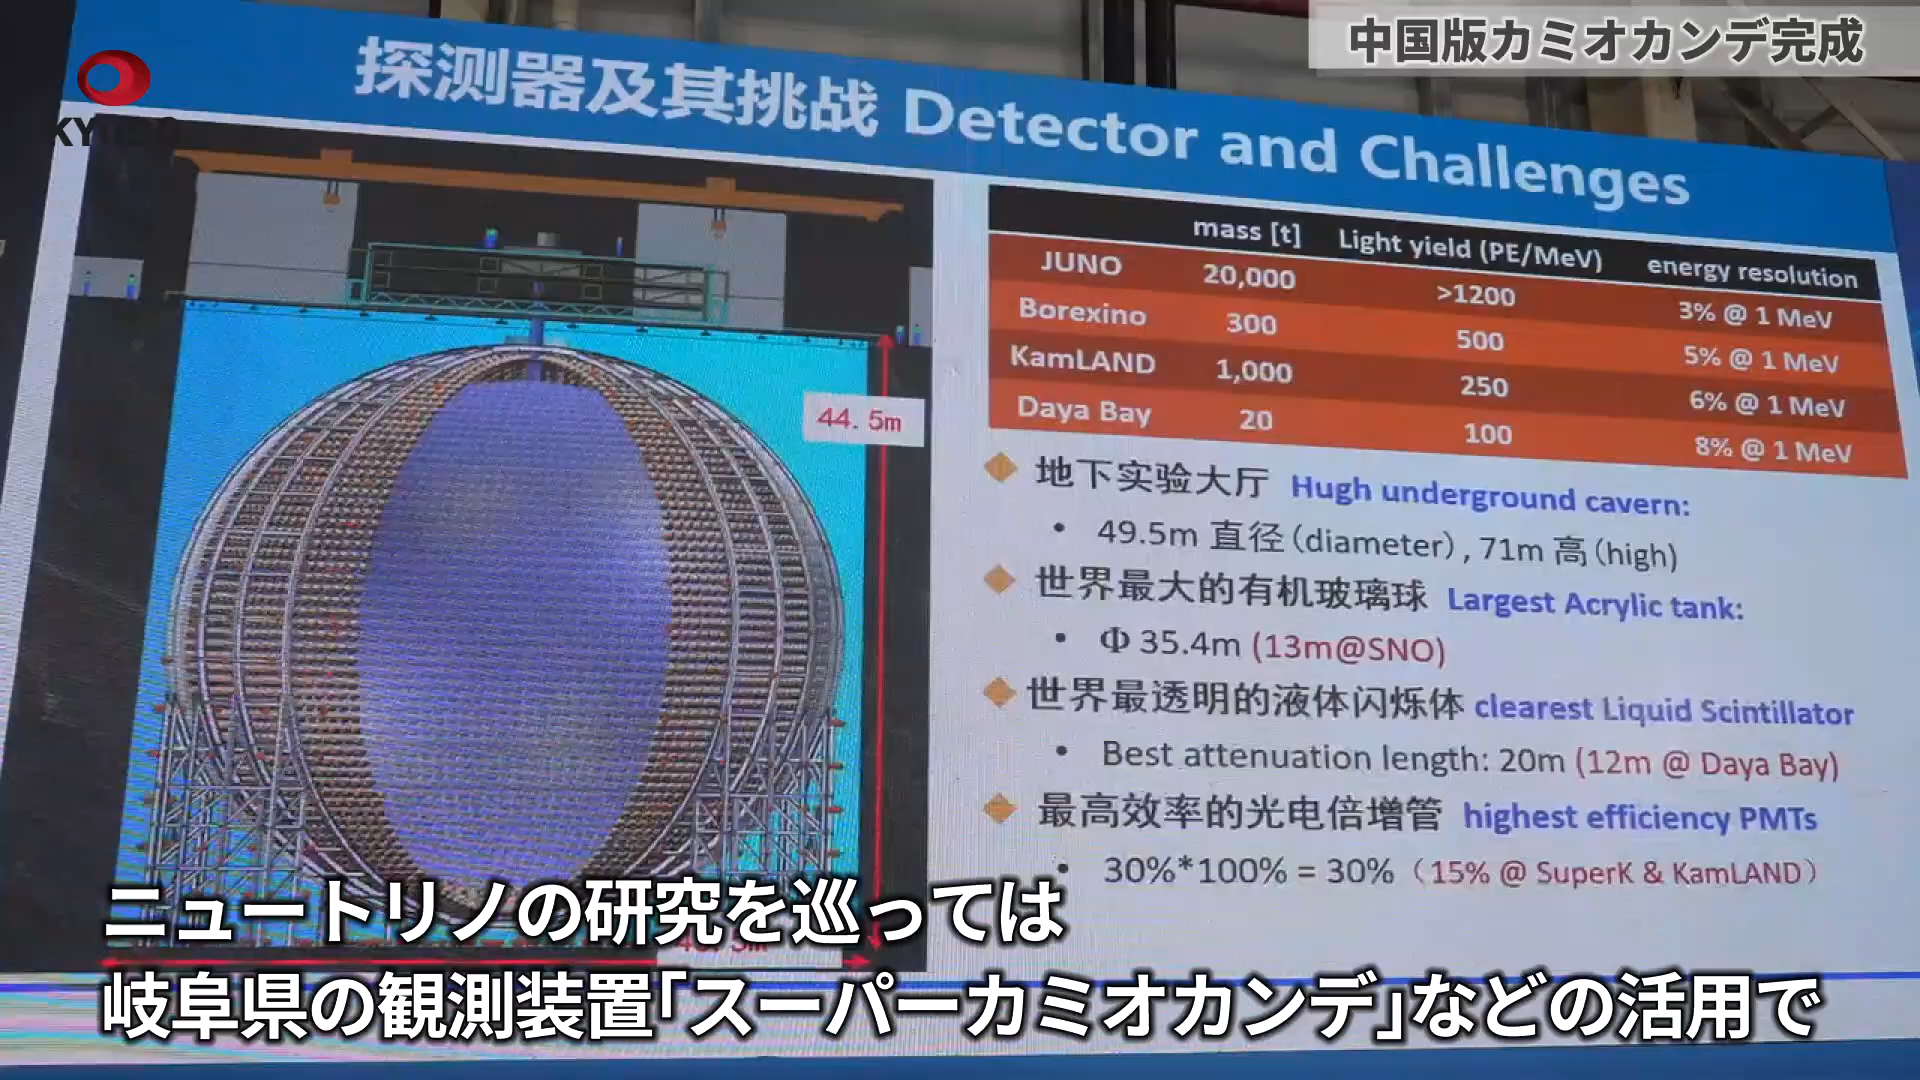 中国版カミオカンデ完成
探测器及其挑战 Detector and Challenges
mass [t] Light yield (PE/MeV) energy resolution
JUNO 20,000 >1200 3% @ 1 MeV
Borexino 300 500 5% @ 1 MeV
KamLAND 1,000 250 6% @ 1 MeV
Daya Bay 20 100 8% @ 1 MeV
44.5m
地下实验大厅 Hugh underground cavern:
• 49.5m 直径(diameter), 71m 高(high)
世界最大的有机玻璃球 Largest Acrylic tank:
• Φ 35.4m (13m@SNO)
世界最透明的液体闪烁体 clearest Liquid Scintillator
• Best attenuation length: 20m (12m @ Daya Bay)
最高效率的光电倍增管 highest efficiency PMTs
• 30%*100% = 30% (15% @ SuperK & KamLAND)
ニュートリノの研究を巡っては
岐阜県の観測装置「スーパーカミオカンデ」などの活用で